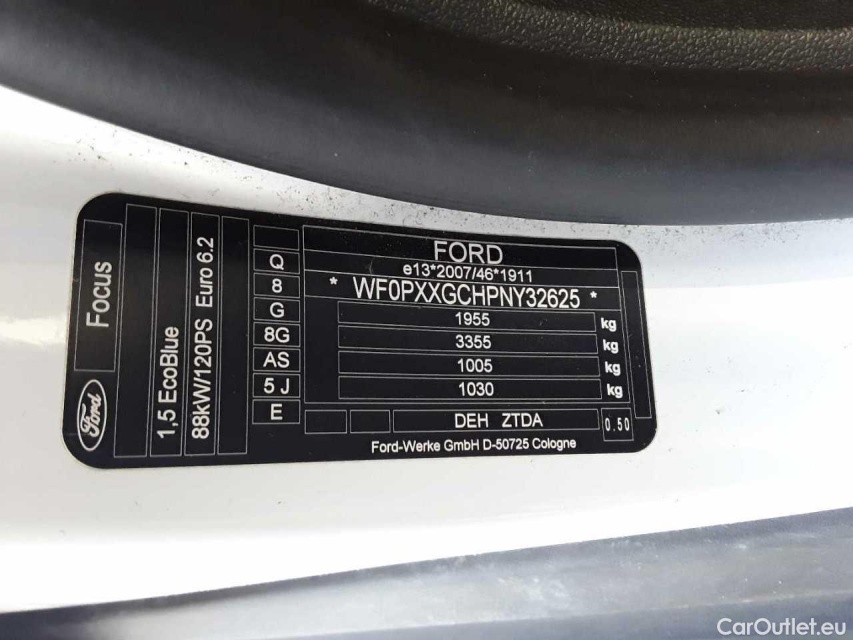 Focus
Ford
1,5 EcoBlue
88kW/120PS Euro 6.2
Q
8
G
8G
AS
5 J
E
FORD
e13*2007/46*1911
* WF0PXXGCHPNY32625 *
1955 kg
3355 kg
1005 kg
1030 kg
DEH ZTDA 0.50
Ford-Werke GmbH D-50725 Cologne
CarOutlet.eu